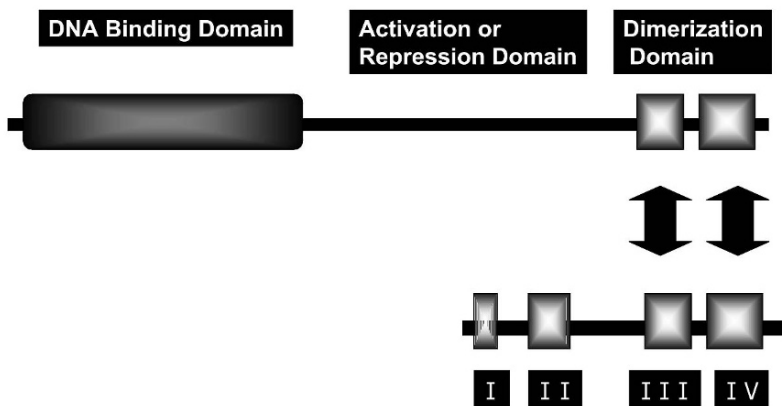 DNA Binding Domain
Activation or
Repression Domain
Dimerization
Domain
I
II
III
IV